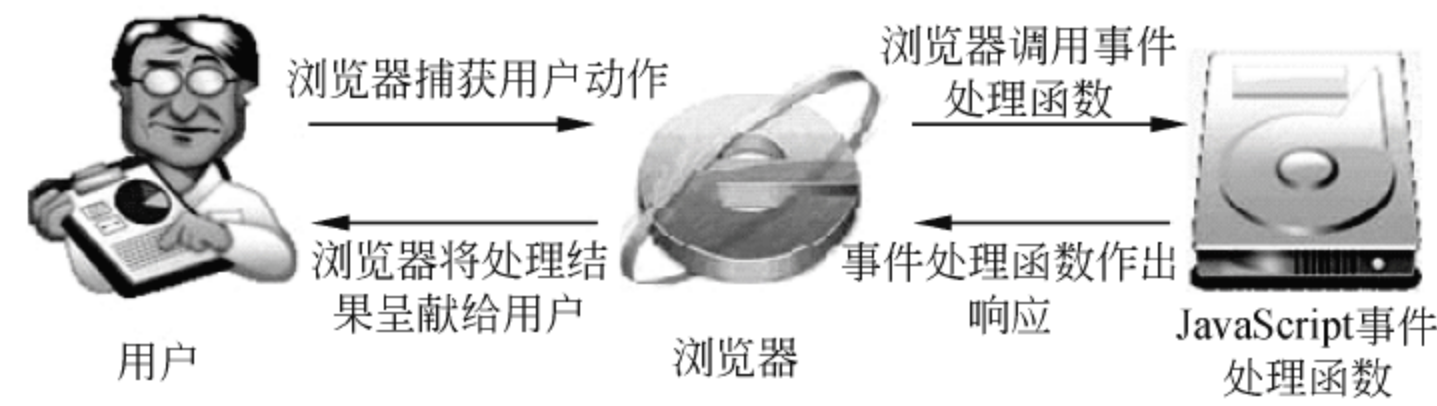 浏览器捕获用户动作
浏览器调用事件
处理函数
浏览器将处理结
果呈献给用户
事件处理函数作出
响应
用户
浏览器
JavaScript事件
处理函数